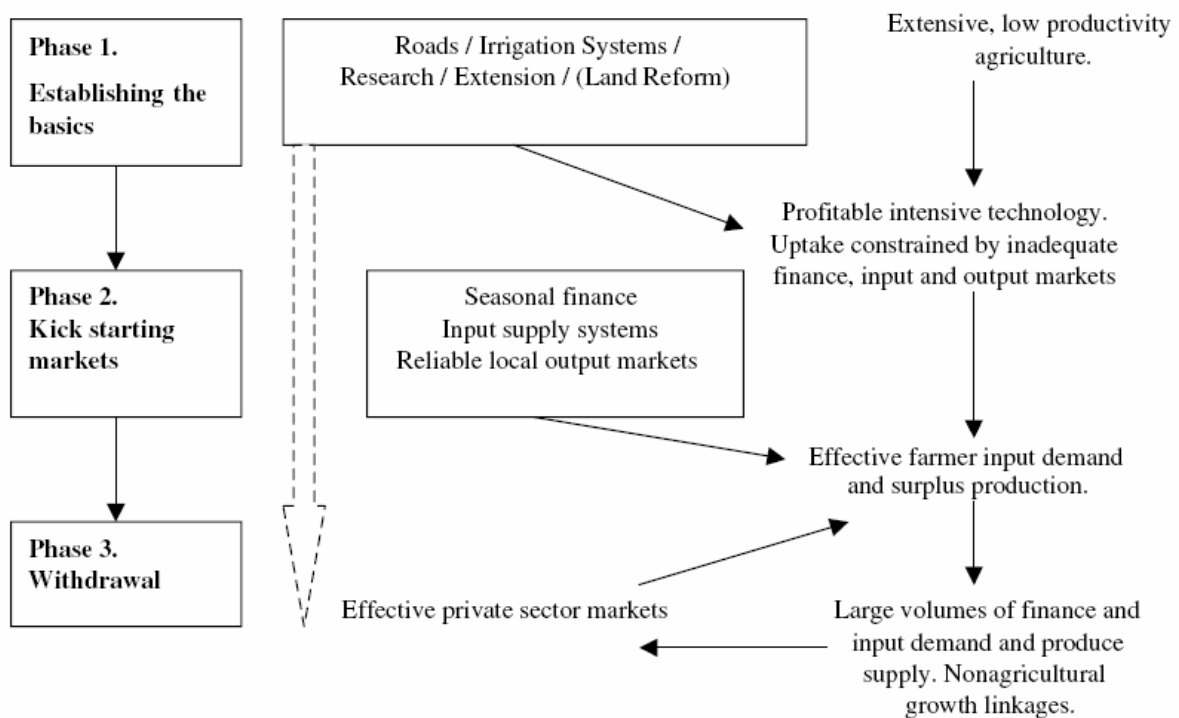 Phase 1.
Establishing the
basics
Roads / Irrigation Systems /
Research / Extension / (Land Reform)
Extensive, low productivity
agriculture.
Profitable intensive technology.
Uptake constrained by inadequate
finance, input and output markets
Phase 2.
Kick starting
markets
Seasonal finance
Input supply systems
Reliable local output markets
Effective farmer input demand
and surplus production.
Phase 3.
Withdrawal
Effective private sector markets
Large volumes of finance and
input demand and produce
supply. Nonagricultural
growth linkages.